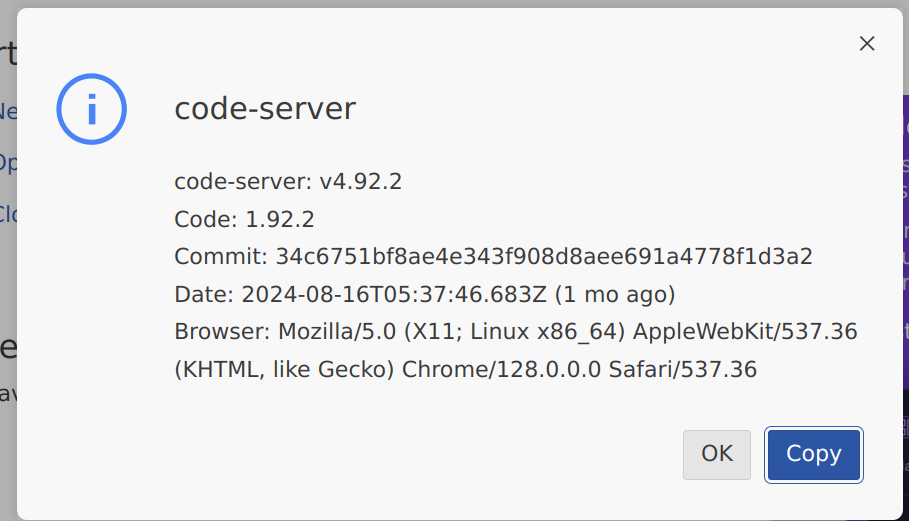 code-server
code-server: v4.92.2
Code: 1.92.2
Commit: 34c6751bf8ae4e343f908d8aee691a4778f1d3a2
Date: 2024-08-16T05:37:46.683Z (1 mo ago)
Browser: Mozilla/5.0 (X11; Linux x86_64) AppleWebKit/537.36
(KHTML, like Gecko) Chrome/128.0.0.0 Safari/537.36
OK
Copy